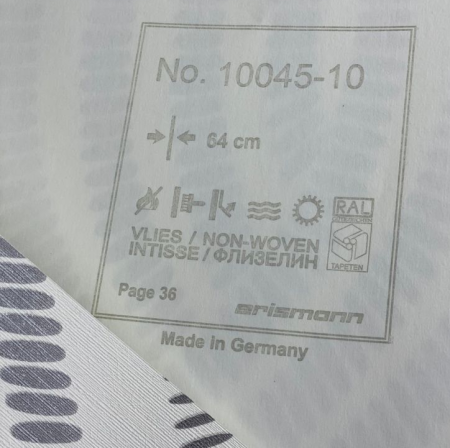 No. 10045-10
64 cm
RAL
TAPETEN
VLIES / NON-WOVEN
INTISSE / ФЛИЗЕЛИН
Page 36
erismann
Made in Germany